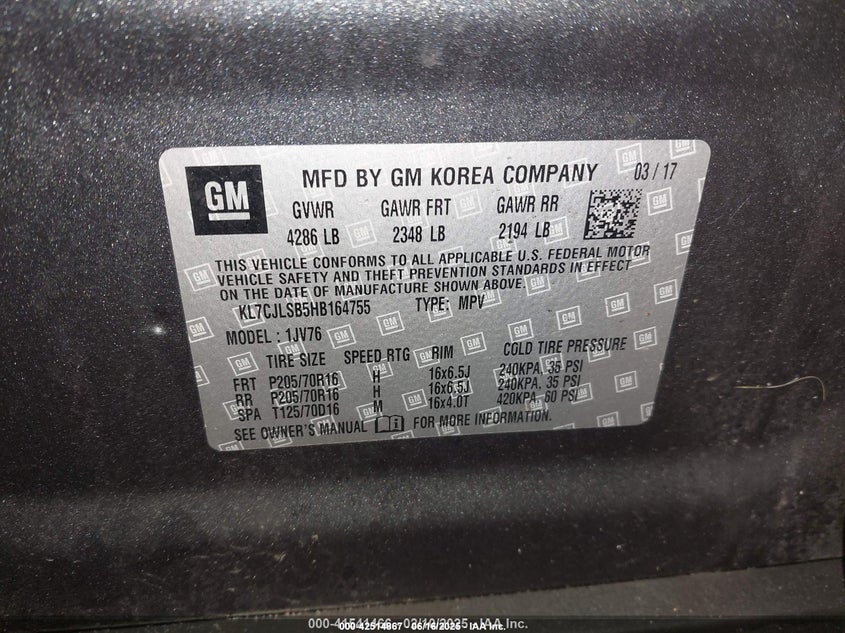 GM
MFD BY GM KOREA COMPANY 03 / 17
GVWR GAWR FRT GAWR RR
4286 LB 2348 LB 2194 LB
THIS VEHICLE CONFORMS TO ALL APPLICABLE U.S. FEDERAL MOTOR
VEHICLE SAFETY AND THEFT PREVENTION STANDARDS IN EFFECT
ON THE DATE OF MANUFACTURE SHOWN ABOVE.
KL7CJLSB5HB164755 TYPE: MPV
MODEL : 1JV76
TIRE SIZE SPEED RTG RIM COLD TIRE PRESSURE
FRT P205/70R16 H 16x6.5J 240KPA, 35 PSI
RR P205/70R16 H 16x6.5J 240KPA, 35 PSI
SPA T125/70D16 M 16x4.0T 420KPA, 60 PSI
SEE OWNER'S MANUAL FOR MORE INFORMATION.
IAA Inc.